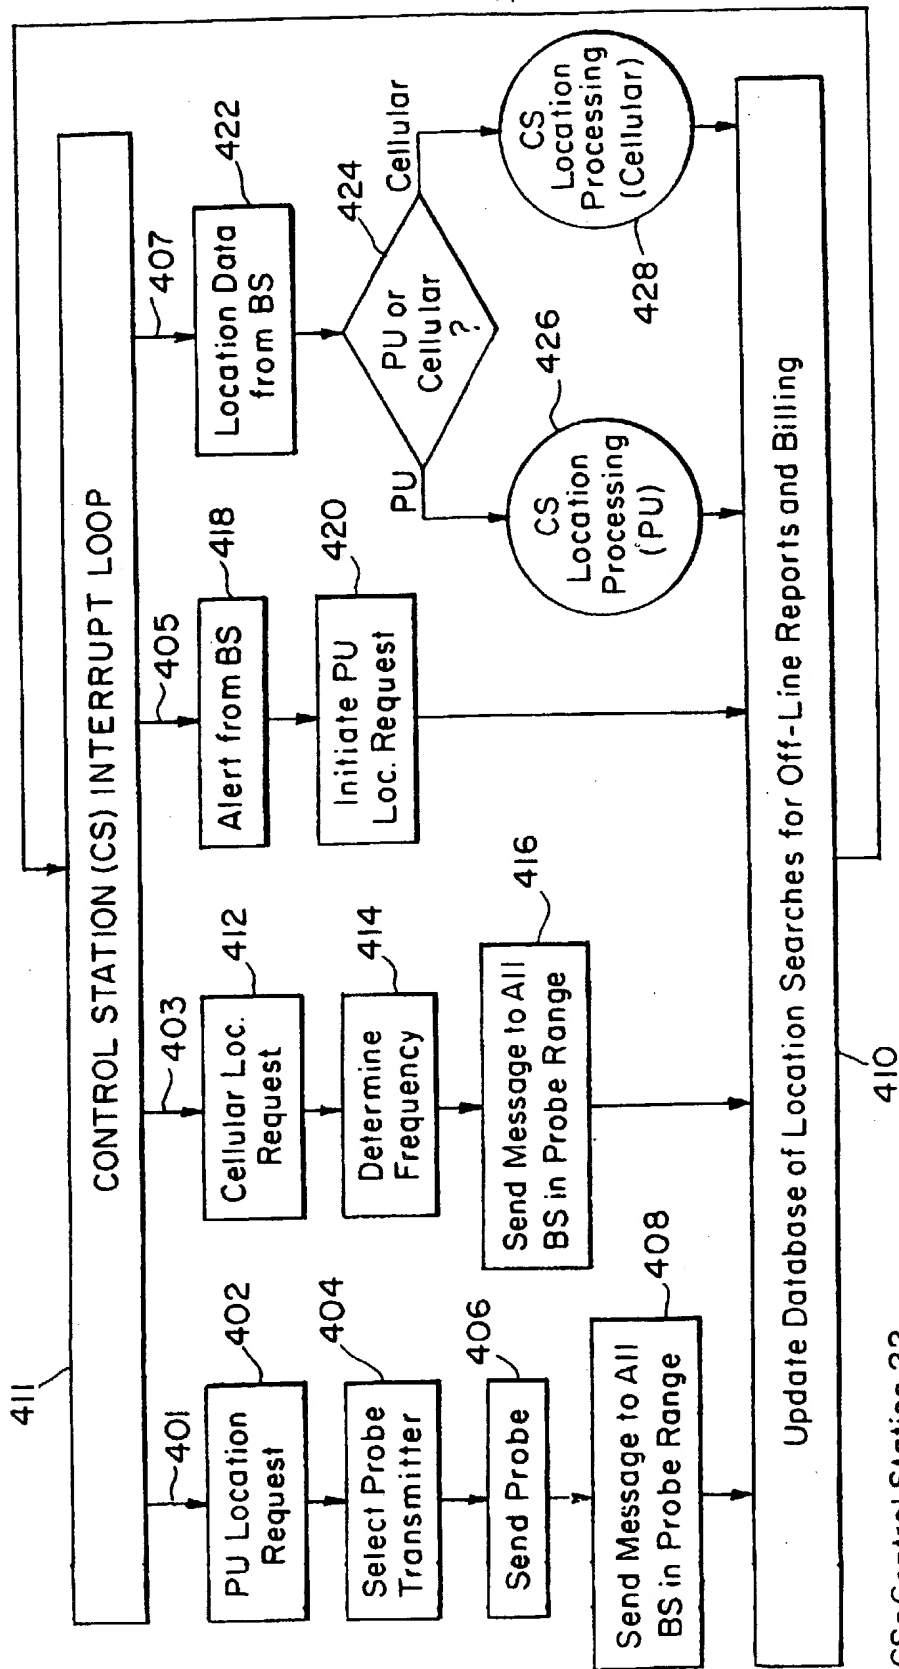 411
CONTROL STATION (CS) INTERRUPT LOOP
401
403
405
407
PU Location
Request
402
Select Probe
Transmitter
404
Send Probe
406
Send Message to All
BS in Probe Range
408
Cellular Loc.
Request
412
Determine
Frequency
414
Send Message to All
BS in Probe Range
416
Alert from BS
418
Initiate PU
Loc. Request
420
Location Data
from BS
422
PU or
Cellular
?
424
PU
Cellular
CS
Location
Processing
(PU)
426
CS
Location
Processing
(Cellular)
428
Update Database of Location Searches for Off-Line Reports and Billing
410
CS=Control Station 22